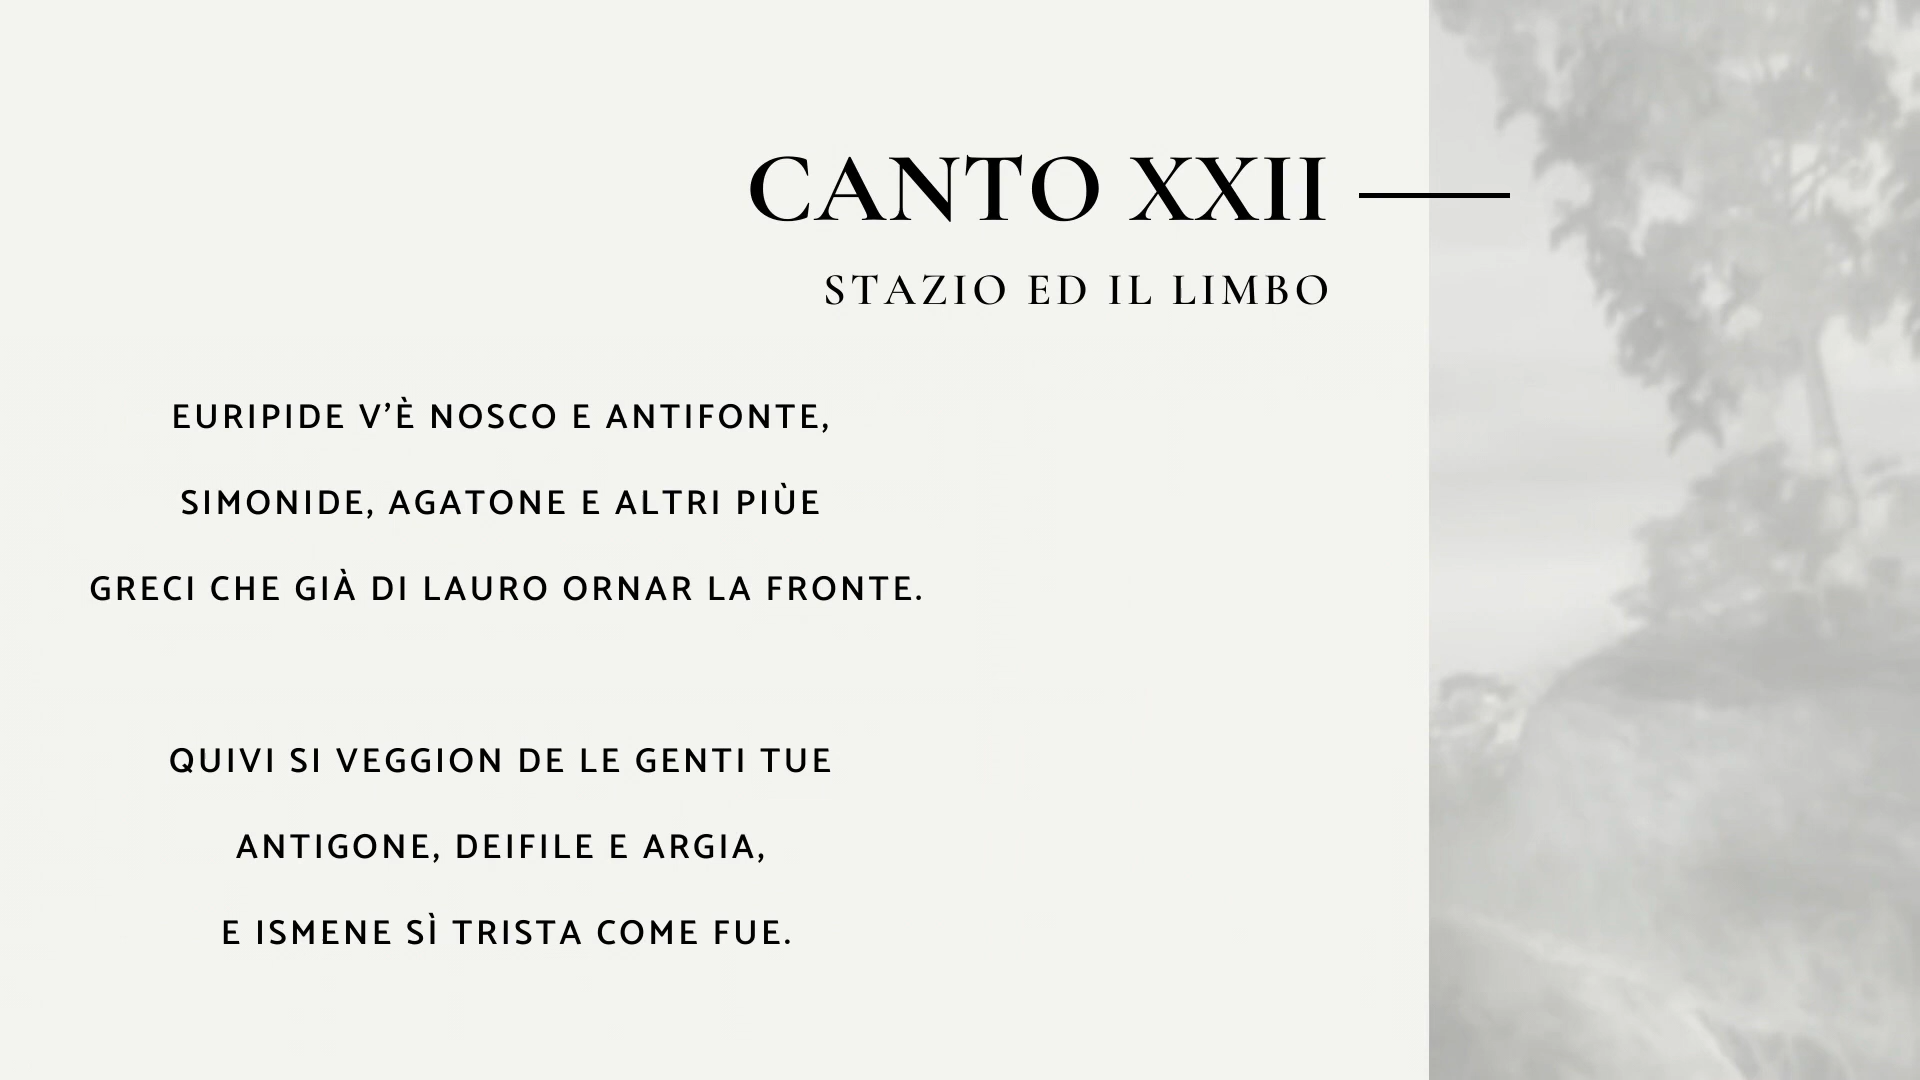 CANTO XXII
STAZIO ED IL LIMBO
EURIPIDE V’È NOSCO E ANTIFONTE,
SIMONIDE, AGATONE E ALTRI PIÙE
GRECI CHE GIÀ DI LAURO ORNAR LA FRONTE.
QUIVI SI VEGGION DE LE GENTI TUE
ANTIGONE, DEIFILE E ARGIA,
E ISMENE SÌ TRISTA COME FUE.